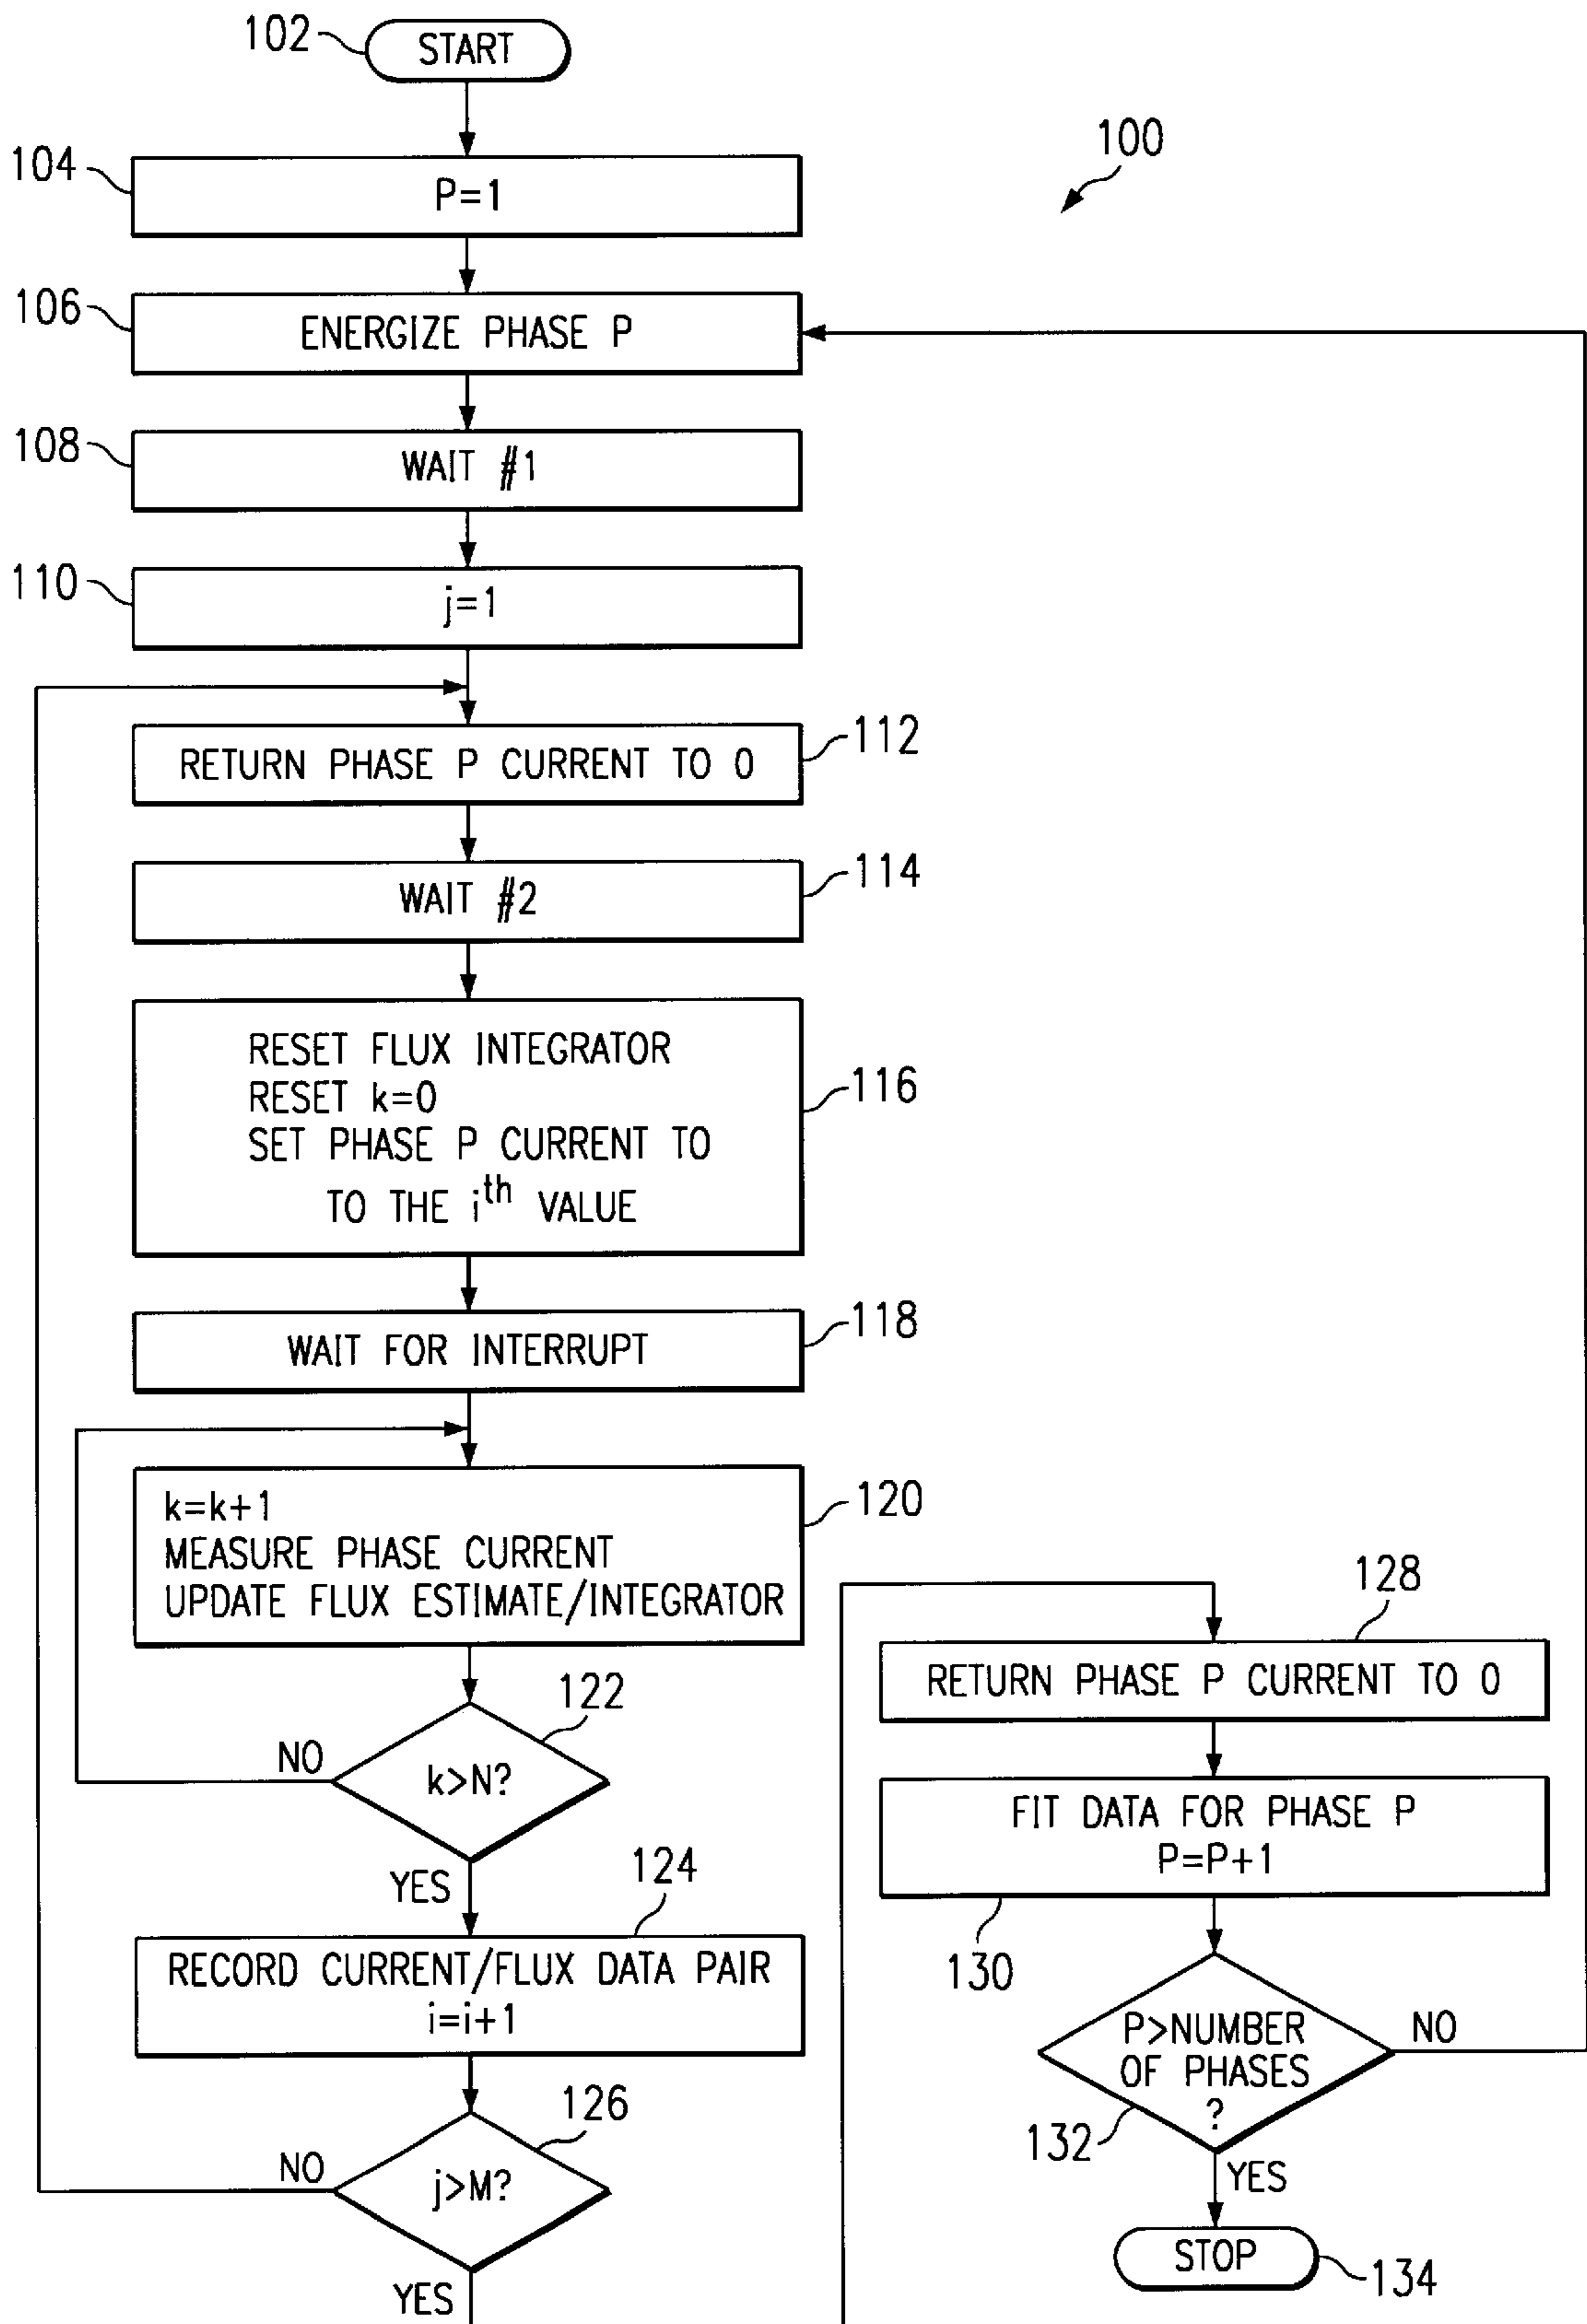 102
START
100
104
P=1
106
ENERGIZE PHASE P
108
WAIT #1
110
j=1
112
RETURN PHASE P CURRENT TO 0
114
WAIT #2
RESET FLUX INTEGRATOR
RESET k=0
SET PHASE P CURRENT TO
TO THE ith VALUE
116
WAIT FOR INTERRUPT
118
k=k+1
MEASURE PHASE CURRENT
UPDATE FLUX ESTIMATE/INTEGRATOR
120
122
NO
k>N?
YES
124
RECORD CURRENT/FLUX DATA PAIR
i=i+1
126
NO
j>M?
YES
128
RETURN PHASE P CURRENT TO 0
FIT DATA FOR PHASE P
P=P+1
130
P>NUMBER
OF PHASES
?
NO
132
YES
STOP
134